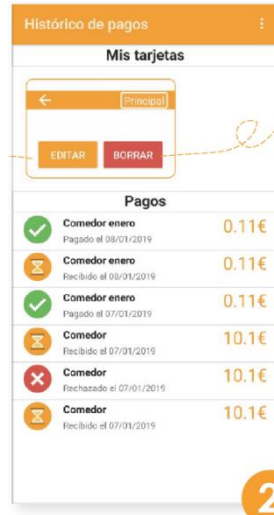 Histórico de pagos
Mis tarjetas
Principal
EDITAR BORRAR
Pagos
Comedor enero 0.11€
Pagado el 08/01/2019
Comedor enero 0.11€
Recibido el 08/01/2019
Comedor enero 0.11€
Pagado el 07/01/2019
Comedor 10.1€
Recibido el 07/01/2019
Comedor 10.1€
Rechazado el 07/01/2019
Comedor 10.1€
Recibido el 07/01/2019
2